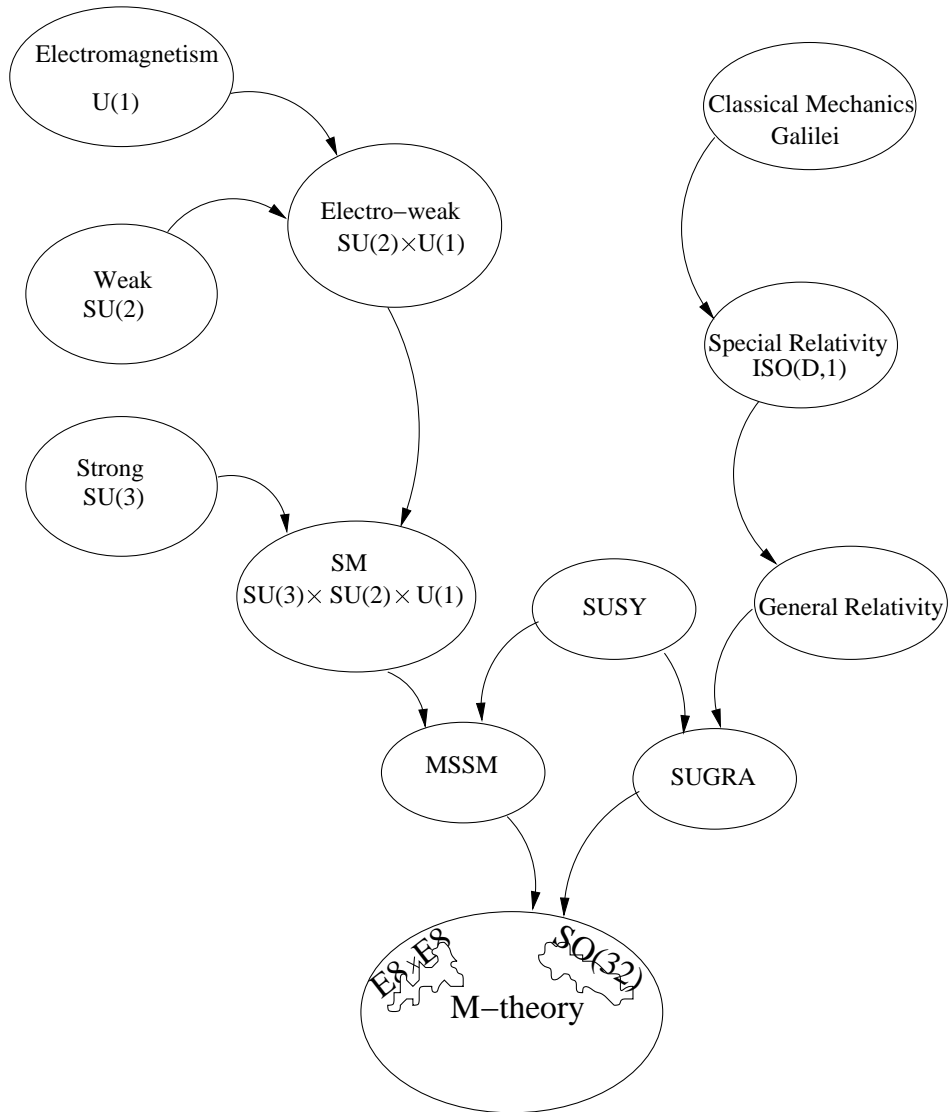 Electromagnetism
U(1)
Classical Mechanics
Galilei
Electro−weak
SU(2)×U(1)
Weak
SU(2)
Special Relativity
ISO(D,1)
Strong
SU(3)
SM
SU(3)× SU(2)× U(1)
SUSY
General Relativity
MSSM
SUGRA
E8×E8
SO(32)
M−theory